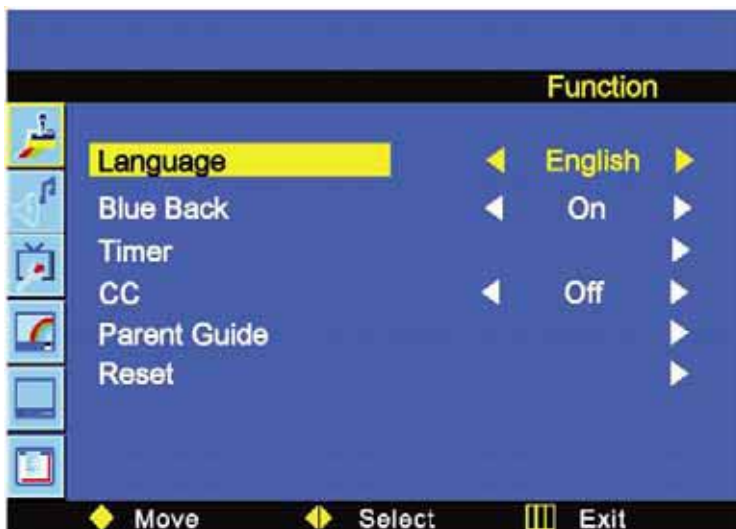 Function
Language English
Blue Back On
Timer
CC Off
Parent Guide
Reset
Move Select Exit